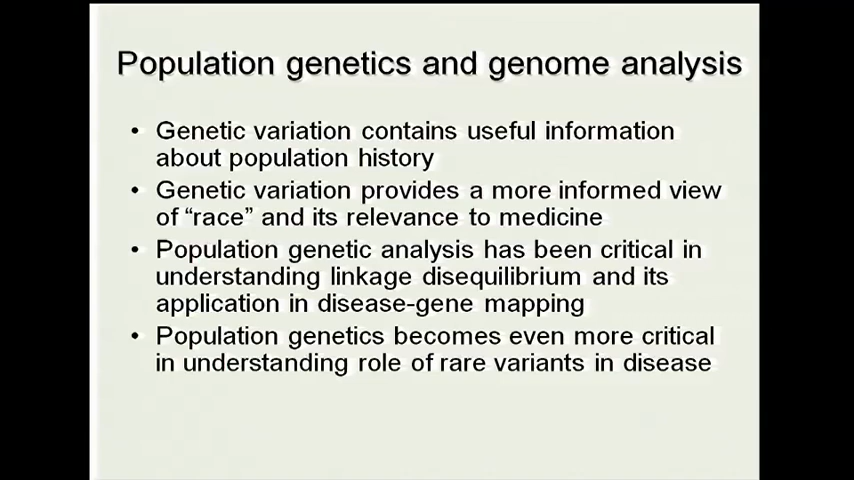 Population genetics and genome analysis
• Genetic variation contains useful information
about population history
• Genetic variation provides a more informed view
of “race” and its relevance to medicine
• Population genetic analysis has been critical in
understanding linkage disequilibrium and its
application in disease-gene mapping
• Population genetics becomes even more critical
in understanding role of rare variants in disease